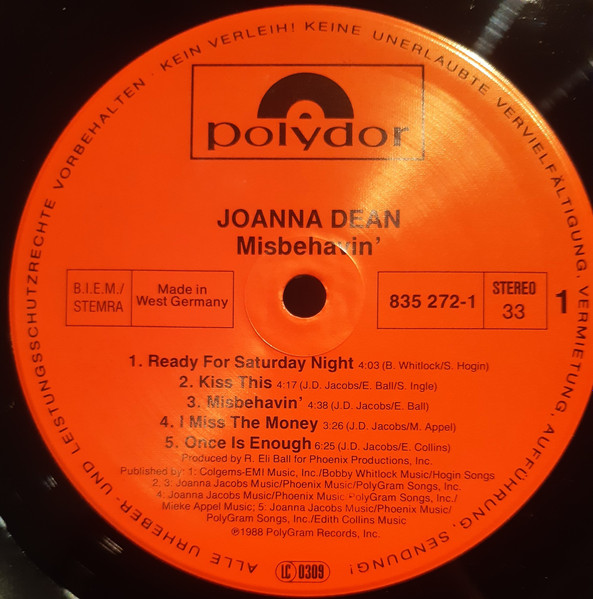 ALLE URHEBER- UND LEISTUNGSSCHUTZRECHTE VORBEHALTEN · KEIN VERLEIH! KEINE UNERLAUBTE VERVIELFÄLTIGUNG, VERMIETUNG, AUFFÜHRUNG, SENDUNG!
polydor
JOANNA DEAN
Misbehavin'
B.I.E.M./
STEMRA
Made in
West Germany
835 272-1
STEREO
33
1
1. Ready For Saturday Night 4:03 (B. Whitlock/S. Hogin)
2. Kiss This 4:17 (J.D. Jacobs/E. Ball/S. Ingle)
3. Misbehavin' 4:38 (J.D. Jacobs/E. Ball)
4. I Miss The Money 3:26 (J.D. Jacobs/M. Appel)
5. Once Is Enough 6:25 (J.D. Jacobs/E. Collins)
Produced by R. Eli Ball for Phoenix Productions, Inc.
Published by: 1: Colgems-EMI Music, Inc./Bobby Whitlock Music/Hogin Songs
2, 3: Joanna Jacobs Music/Phoenix Music/PolyGram Songs, Inc.
4: Joanna Jacobs Music/Phoenix Music·PolyGram Songs, Inc./
Mieke Appel Music; 5: Joanna Jacobs Music/Phoenix Music/
PolyGram Songs, Inc./Edith Collins Music
℗1988 PolyGram Records, Inc.
LC 0309